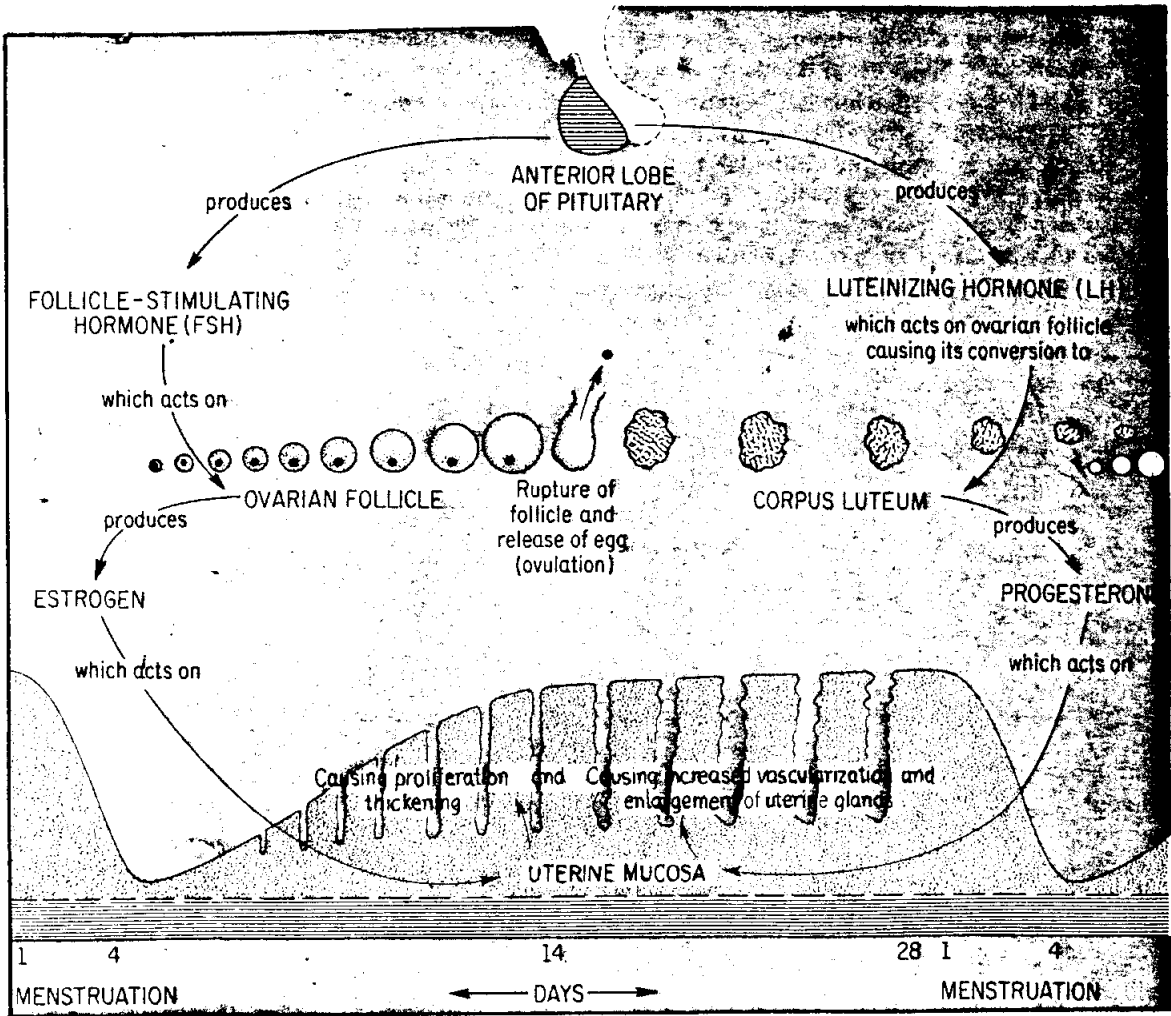 ANTERIOR LOBE
OF PITUITARY
produces
produces
FOLLICLE-STIMULATING
HORMONE (FSH)
LUTEINIZING HORMONE (LH)
which acts on ovarian follicle
causing its conversion to
which acts on
OVARIAN FOLLICLE
Rupture of
follicle and
release of egg
(ovulation)
CORPUS LUTEUM
produces
produces
ESTROGEN
PROGESTERON
which acts on
which acts on
Causing proliferation and
thickening
Causing increased vascularization and
enlargement of uterine glands
UTERINE MUCOSA
1 4 14 28 1 4
MENSTRUATION
DAYS
MENSTRUATION